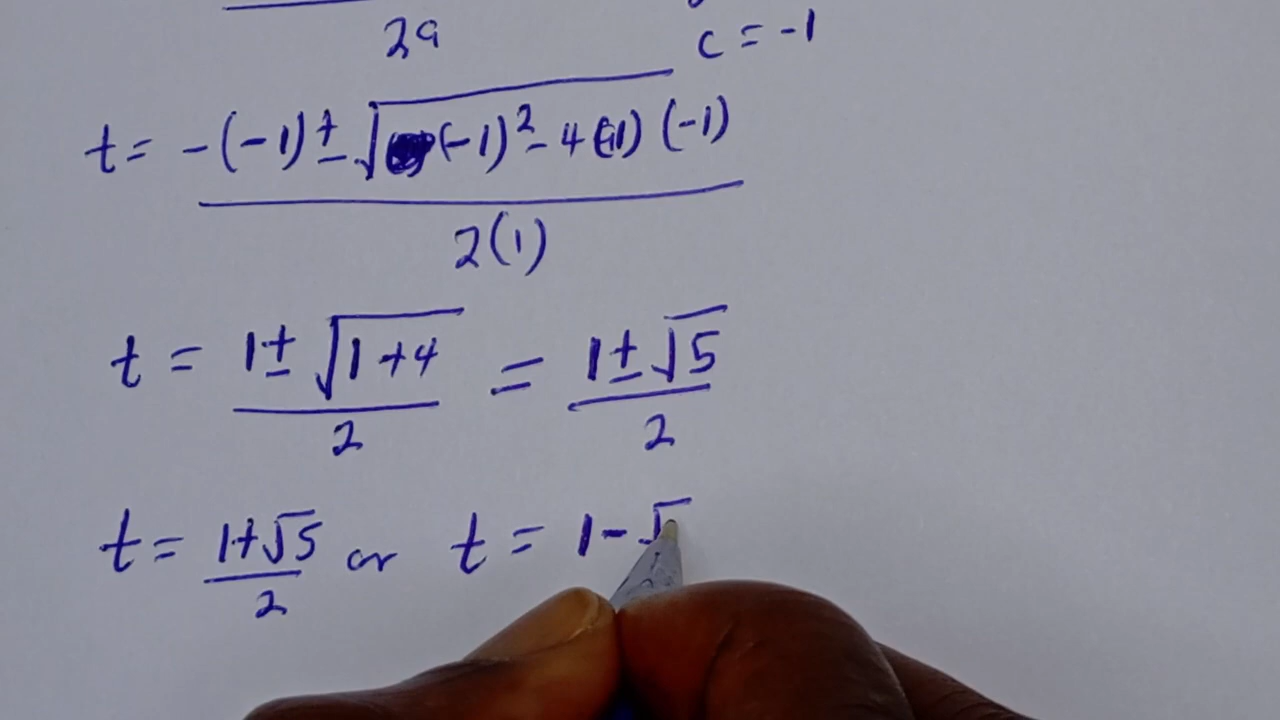 2a
c = -1
t = -(-1) ± √(-1)² - 4(1)(-1)
2(1)
t = 1 ± √1+4 / 2 = 1 ± √5 / 2
t = 1+√5 / 2 or t = 1-√